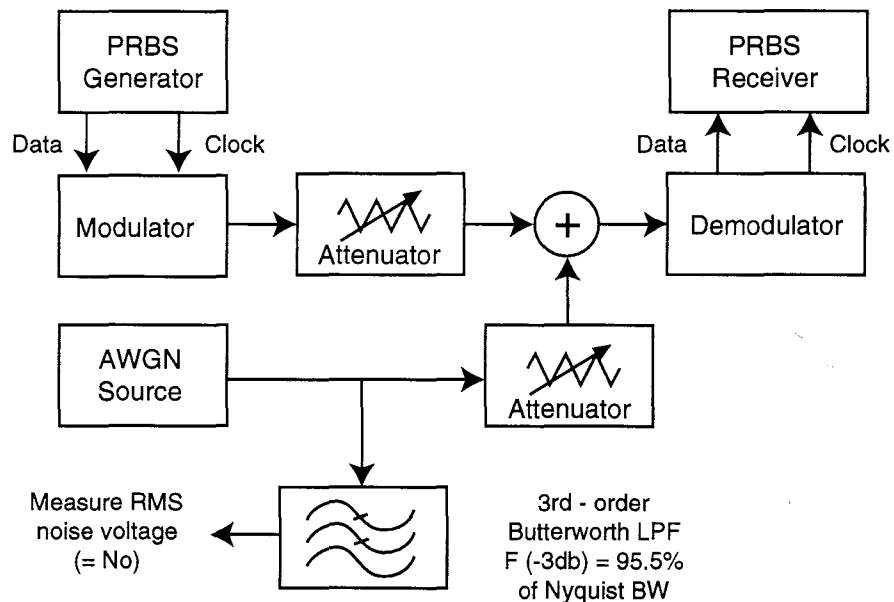 PRBS
Generator
PRBS
Receiver
Data
Clock
Data
Clock
Modulator
Attenuator
+
Demodulator
AWGN
Source
Attenuator
Measure RMS
noise voltage
(= No)
3rd - order
Butterworth LPF
F (-3db) = 95.5%
of Nyquist BW